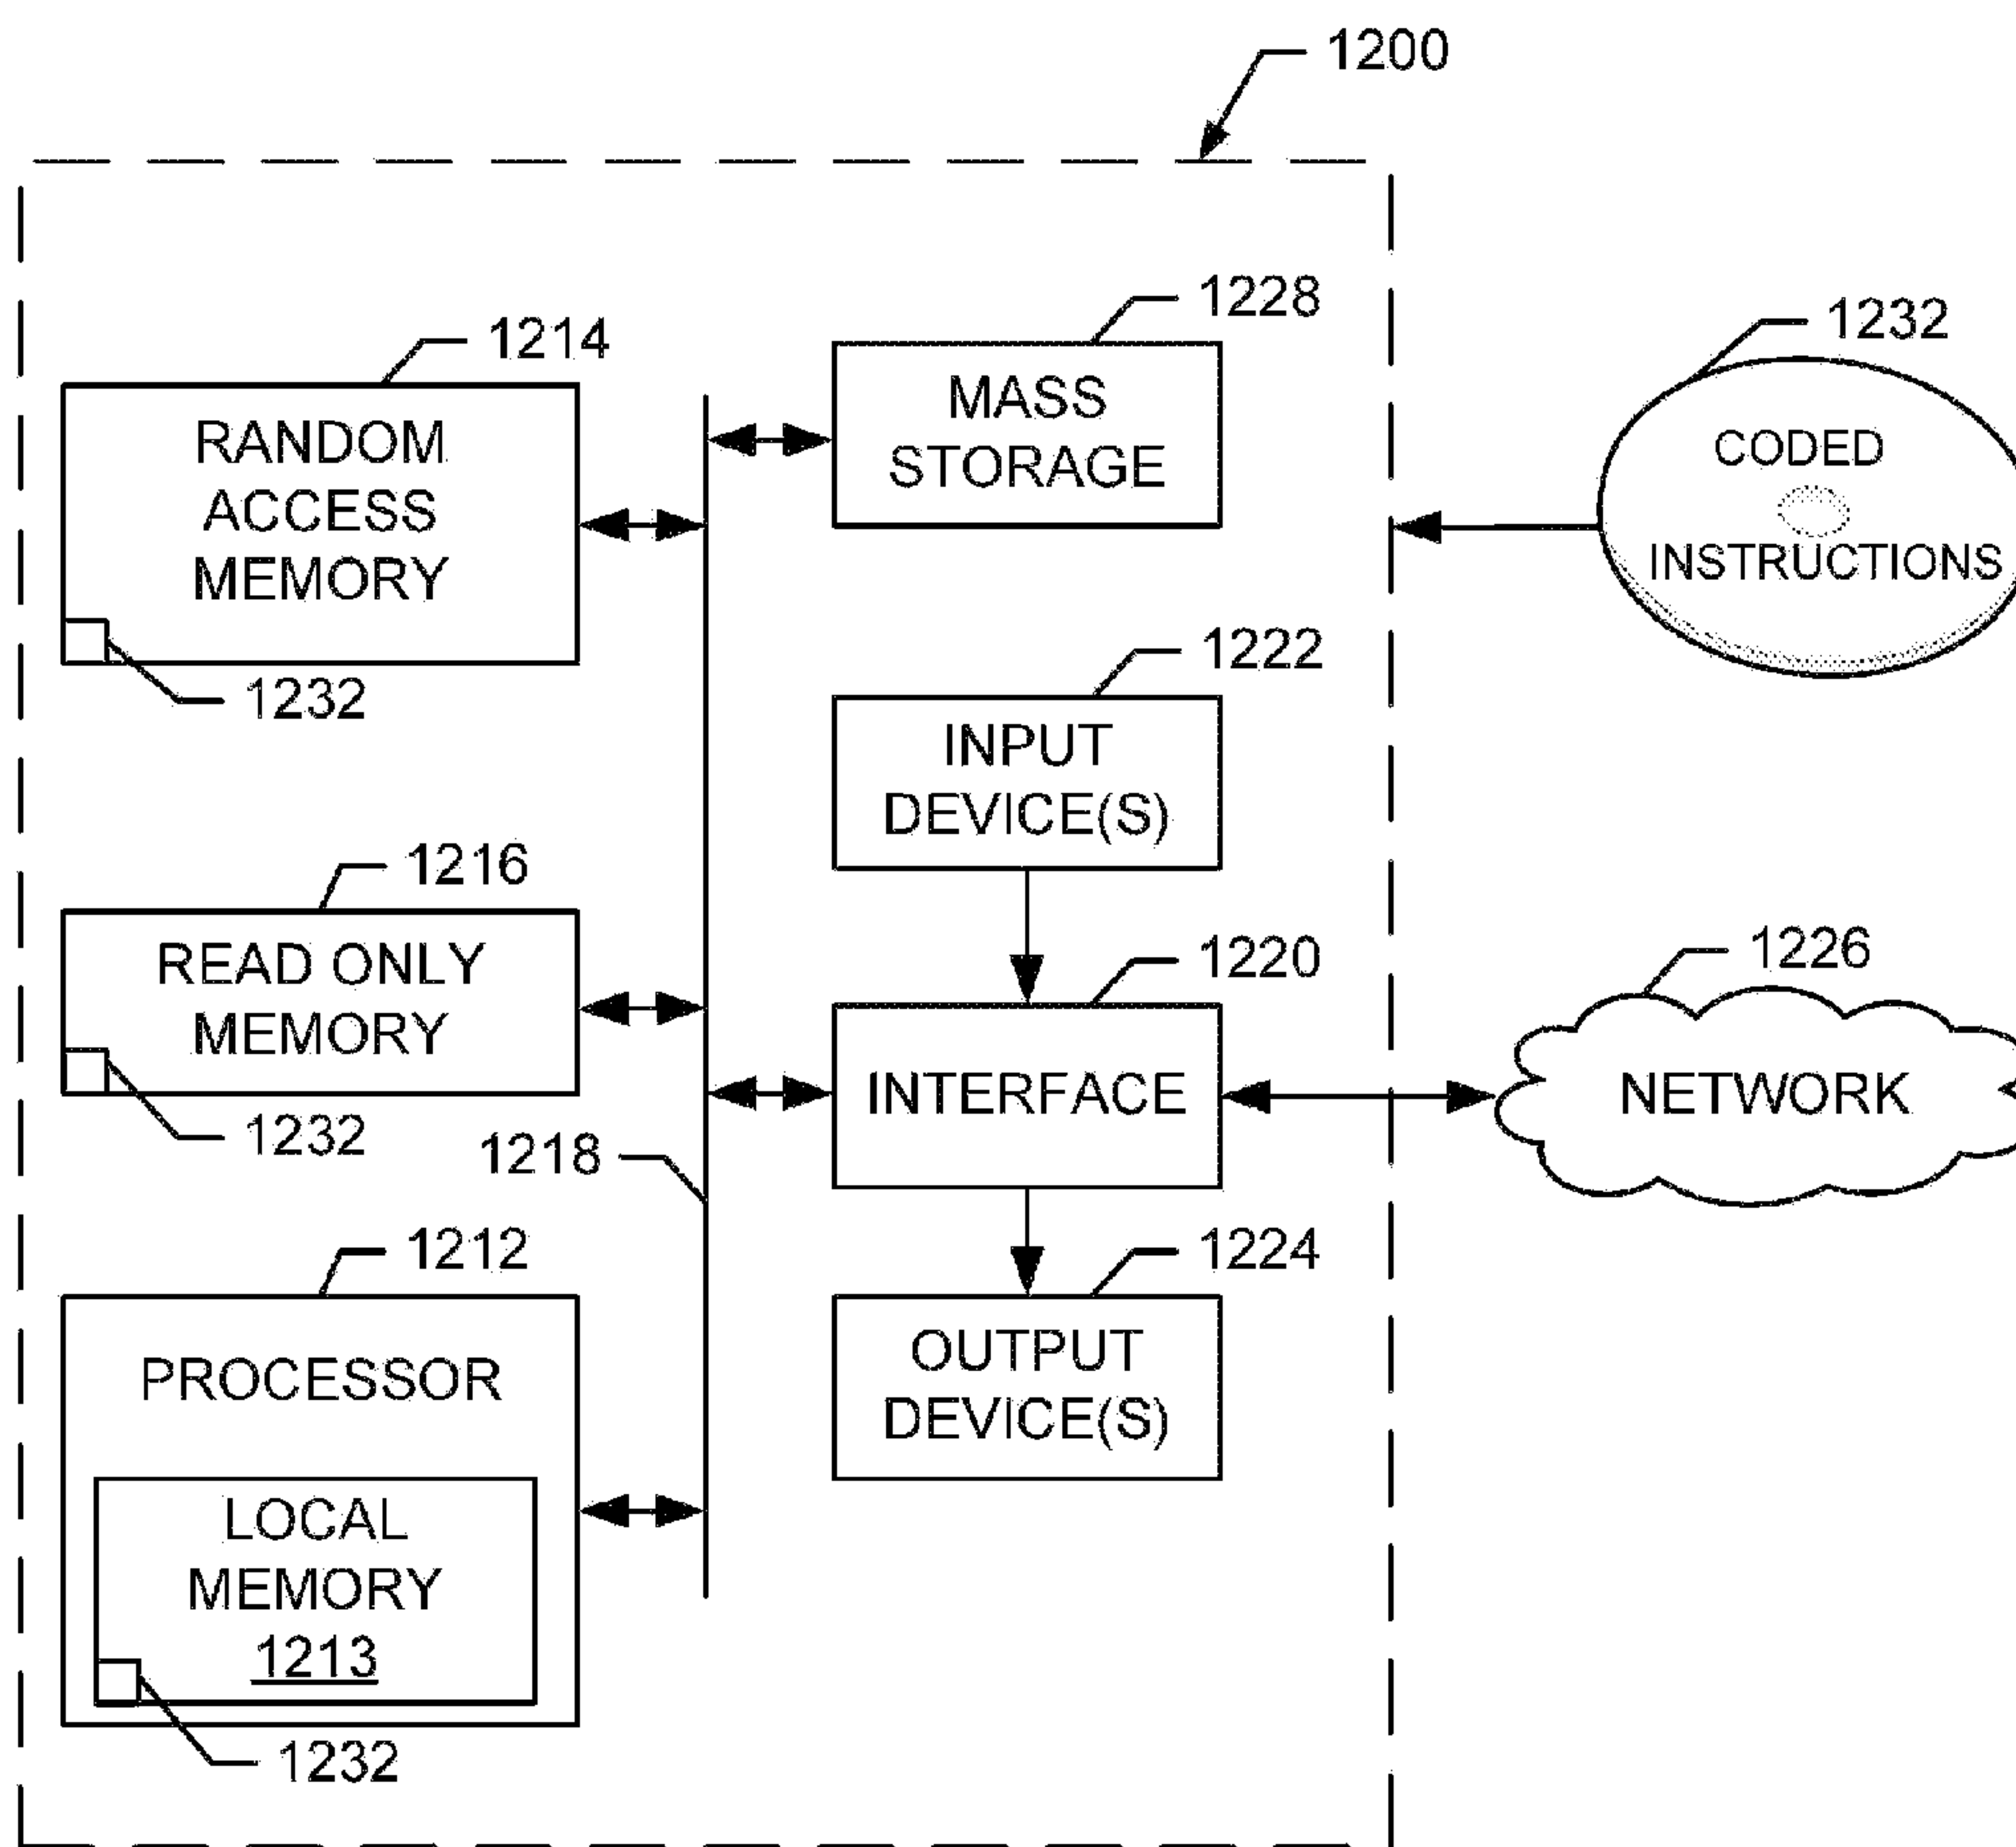 1200
1228
1214
1232
MASS
STORAGE
RANDOM
ACCESS
MEMORY
CODED
INSTRUCTIONS
1232
1222
INPUT
DEVICE(S)
1216
READ ONLY
MEMORY
1232
1220
INTERFACE
1226
NETWORK
1218
1212
PROCESSOR
LOCAL
MEMORY
1213
1232
1224
OUTPUT
DEVICE(S)